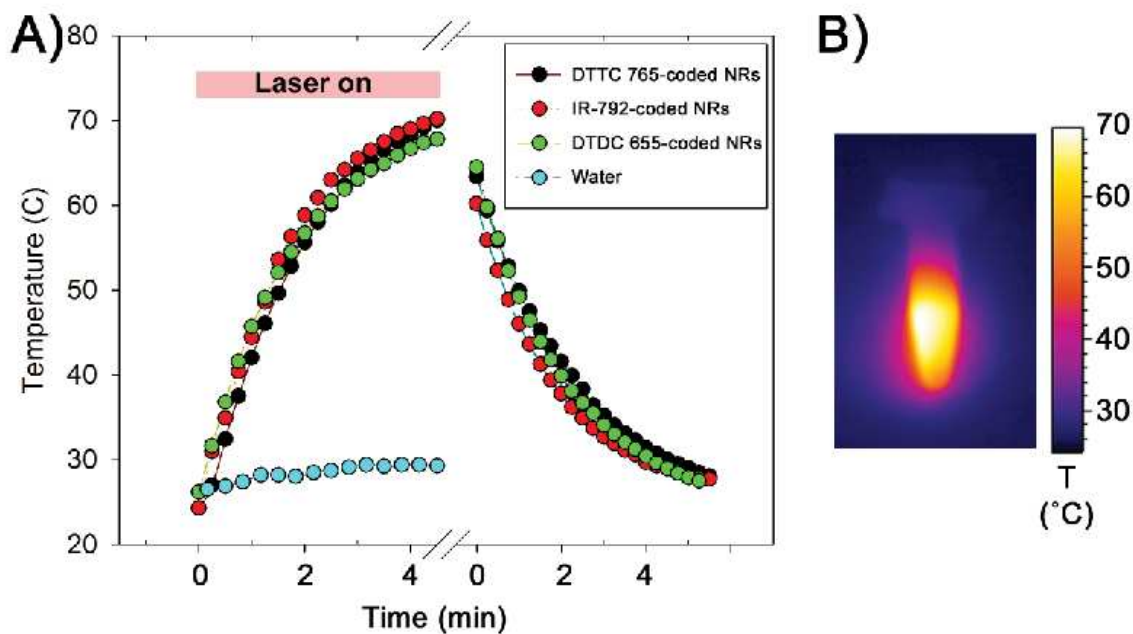 A)
B)
80
70
60
50
40
30
20
Temperature (C)
Laser on
DTTC 765-coded NRs
IR-792-coded NRs
DTDC 655-coded NRs
Water
0 2 4 0 2 4
Time (min)
70
60
50
40
30
T
(°C)